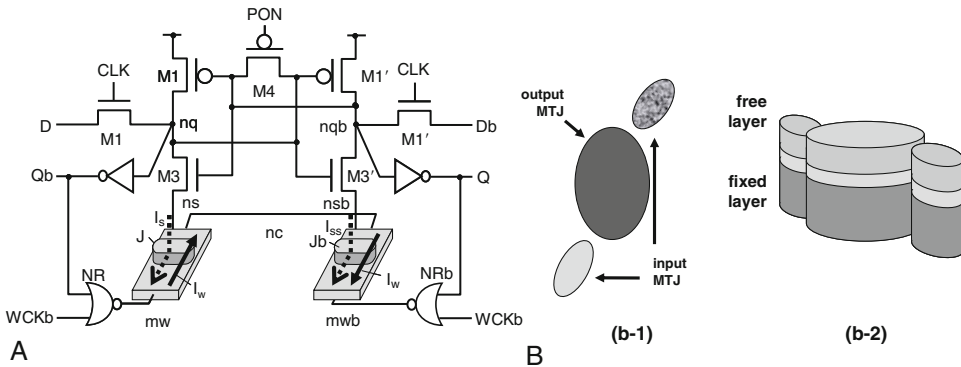 PON
CLK
M1
M1′
CLK
M4
D
M1
nq
nqb
M1′
Db
Qb
M3
M3′
Q
ns
nsb
Is
Iss
J
nc
Jb
NR
Iw
Iw
NRb
WCKb
mw
mwb
WCKb
A
output
MTJ
input
MTJ
(b-1)
B
free
layer
fixed
layer
(b-2)